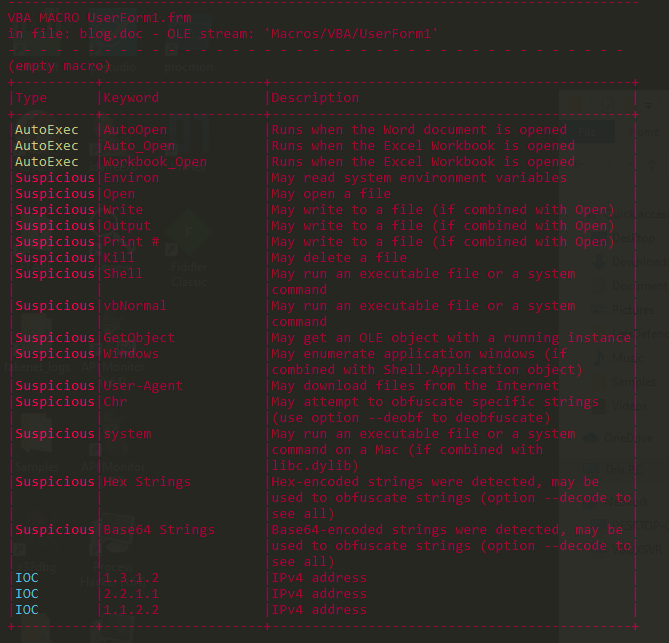 VBA MACRO UserForm1.frm
in file: blog.doc - OLE stream: 'Macros/VBA/UserForm1'
- - - - - - - - - - - - - - - - - - - - - - - - - - - - - - - - - - - - - - -
(empty macro)
+----------+--------------------+---------------------------------------------+
|Type |Keyword |Description |
+----------+--------------------+---------------------------------------------+
|AutoExec |AutoOpen |Runs when the Word document is opened |
|AutoExec |Auto_Open |Runs when the Excel Workbook is opened |
|AutoExec |Workbook_Open |Runs when the Excel Workbook is opened |
|Suspicious|Environ |May read system environment variables |
|Suspicious|Open |May open a file |
|Suspicious|Write |May write to a file (if combined with Open) |
|Suspicious|Output |May write to a file (if combined with Open) |
|Suspicious|Print # |May write to a file (if combined with Open) |
|Suspicious|Kill |May delete a file |
|Suspicious|Shell |May run an executable file or a system |
| | |command |
|Suspicious|vbNormal |May run an executable file or a system |
| | |command |
|Suspicious|GetObject |May get an OLE object with a running instance|
|Suspicious|Windows |May enumerate application windows (if |
| | |combined with Shell.Application object) |
|Suspicious|User-Agent |May download files from the Internet |
|Suspicious|Chr |May attempt to obfuscate specific strings |
| | |(use option --deobf to deobfuscate) |
|Suspicious|system |May run an executable file or a system |
| | |command on a Mac (if combined with |
| | |libc.dylib) |
|Suspicious|Hex Strings |Hex-encoded strings were detected, may be |
| | |used to obfuscate strings (option --decode to|
| | |see all) |
|Suspicious|Base64 Strings |Base64-encoded strings were detected, may be |
| | |used to obfuscate strings (option --decode to|
| | |see all) |
|IOC |1.3.1.2 |IPv4 address |
|IOC |2.2.1.1 |IPv4 address |
|IOC |1.1.2.2 |IPv4 address |
+----------+--------------------+---------------------------------------------+